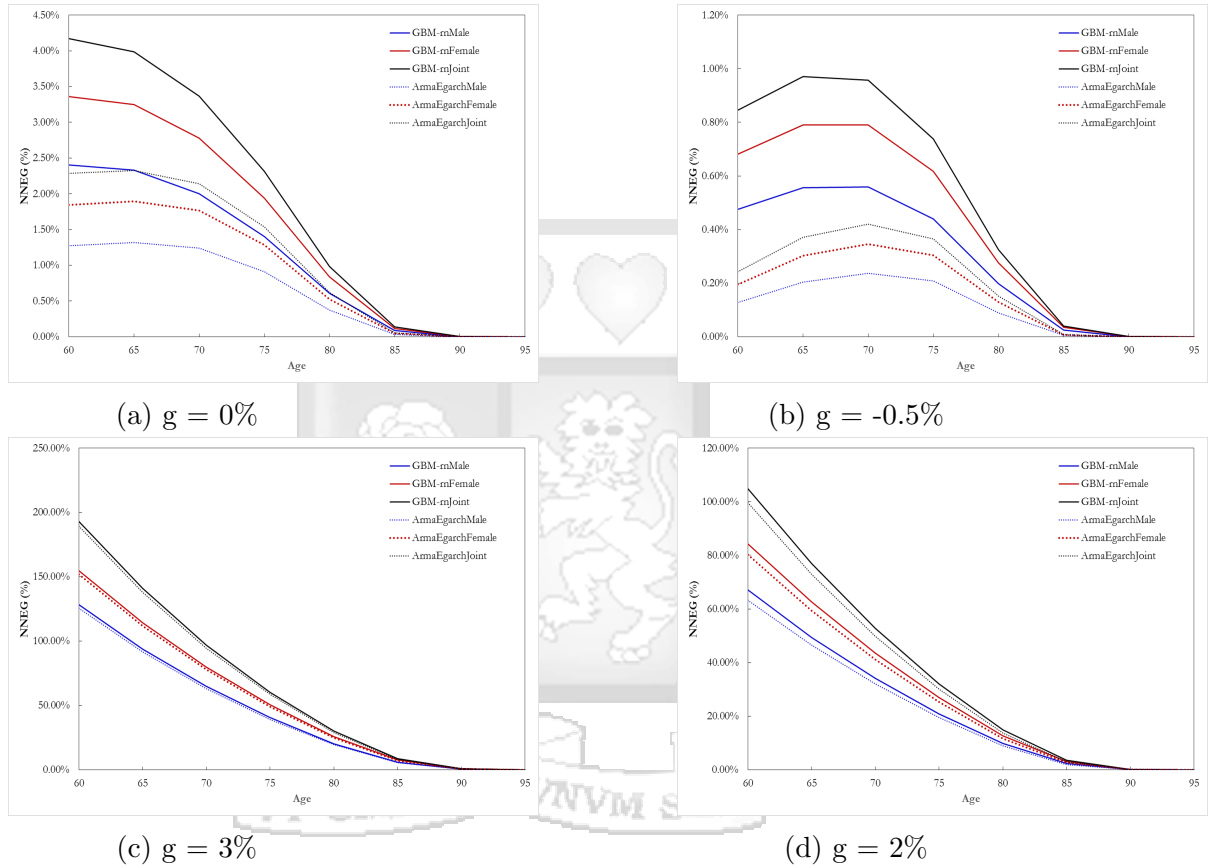 4.50%
4.00%
3.50%
3.00%
2.50%
2.00%
1.50%
1.00%
0.50%
0.00%
NNEG (%)
60 65 70 75 80 85 90 95
Age
GBM-rnMale
GBM-rnFemale
GBM-rnJoint
ArmaEgarchMale
ArmaEgarchFemale
ArmaEgarchJoint
(a) g = 0%
1.20%
1.00%
0.80%
0.60%
0.40%
0.20%
0.00%
NNEG (%)
60 65 70 75 80 85 90 95
Age
GBM-rnMale
GBM-rnFemale
GBM-rnJoint
ArmaEgarchMale
ArmaEgarchFemale
ArmaEgarchJoint
(b) g = -0.5%
250.00%
200.00%
150.00%
100.00%
50.00%
0.00%
NNEG (%)
60 65 70 75 80 85 90 95
Age
GBM-rnMale
GBM-rnFemale
GBM-rnJoint
ArmaEgarchMale
ArmaEgarchFemale
ArmaEgarchJoint
(c) g = 3%
120.00%
100.00%
80.00%
60.00%
40.00%
20.00%
0.00%
NNEG (%)
60 65 70 75 80 85 90 95
Age
GBM-rnMale
GBM-rnFemale
GBM-rnJoint
ArmaEgarchMale
ArmaEgarchFemale
ArmaEgarchJoint
(d) g = 2%